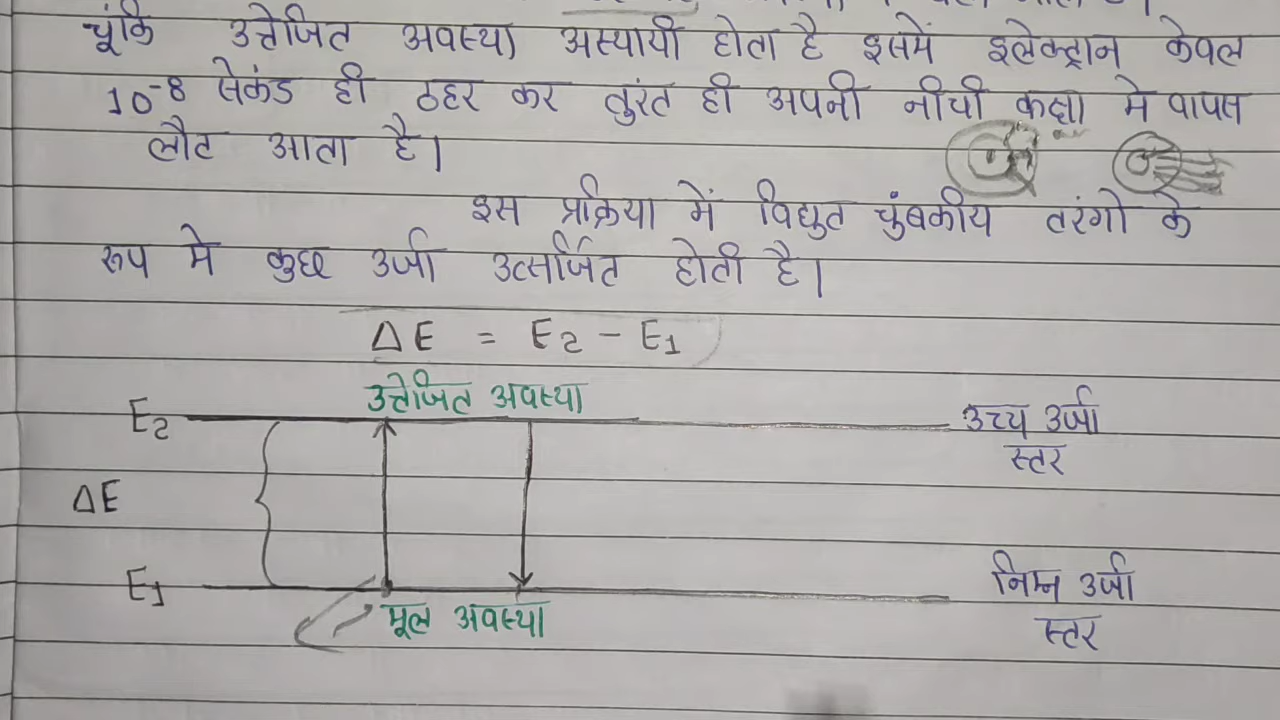 चूंकि उत्तेजित अवस्था अस्थायी होता है इसमें इलेक्ट्रान केवल
10-8 सेकंड ही ठहर कर तुरंत ही अपनी नीची कक्षा मे वापस
लौट आता है।
इस प्रक्रिया में विद्युत चुंबकीय तरंगो के
रूप मे कुछ उर्जा उत्सर्जित होती है।
ΔE = E2 - E1
उत्तेजित अवस्था
E2 उच्च उर्जा
स्तर
ΔE
E1 निम्न उर्जा
मूल अवस्था स्तर